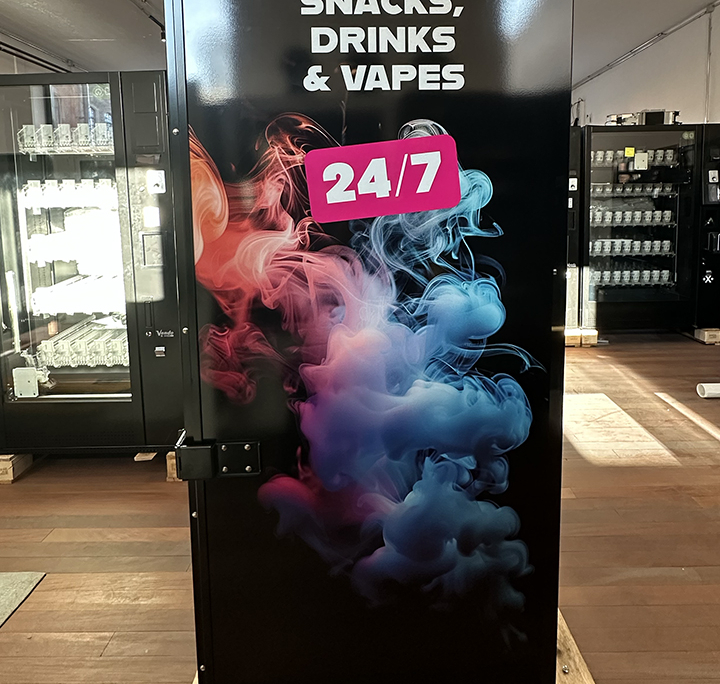 SNACKS,
DRINKS
& VAPES
24/7